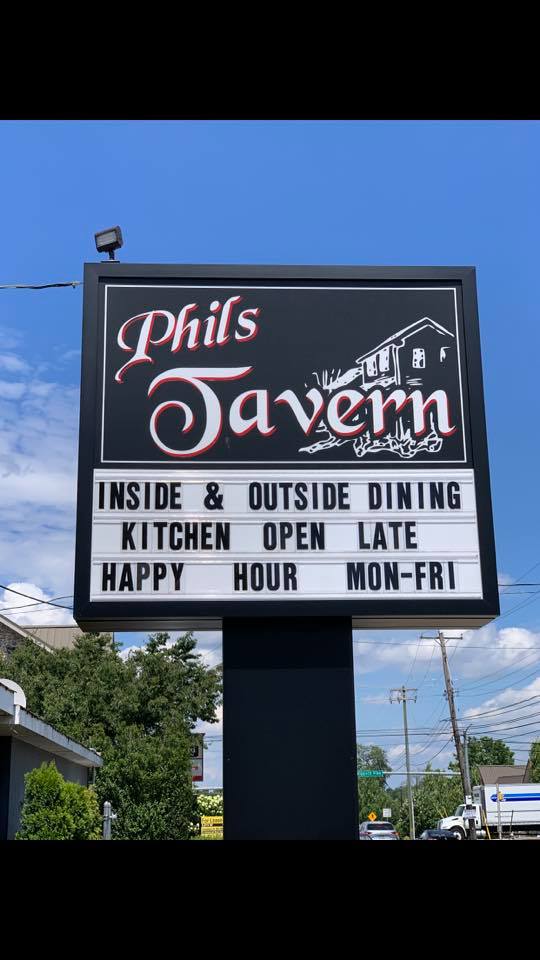 Phils
Tavern
INSIDE & OUTSIDE DINING
KITCHEN OPEN LATE
HAPPY HOUR MON-FRI